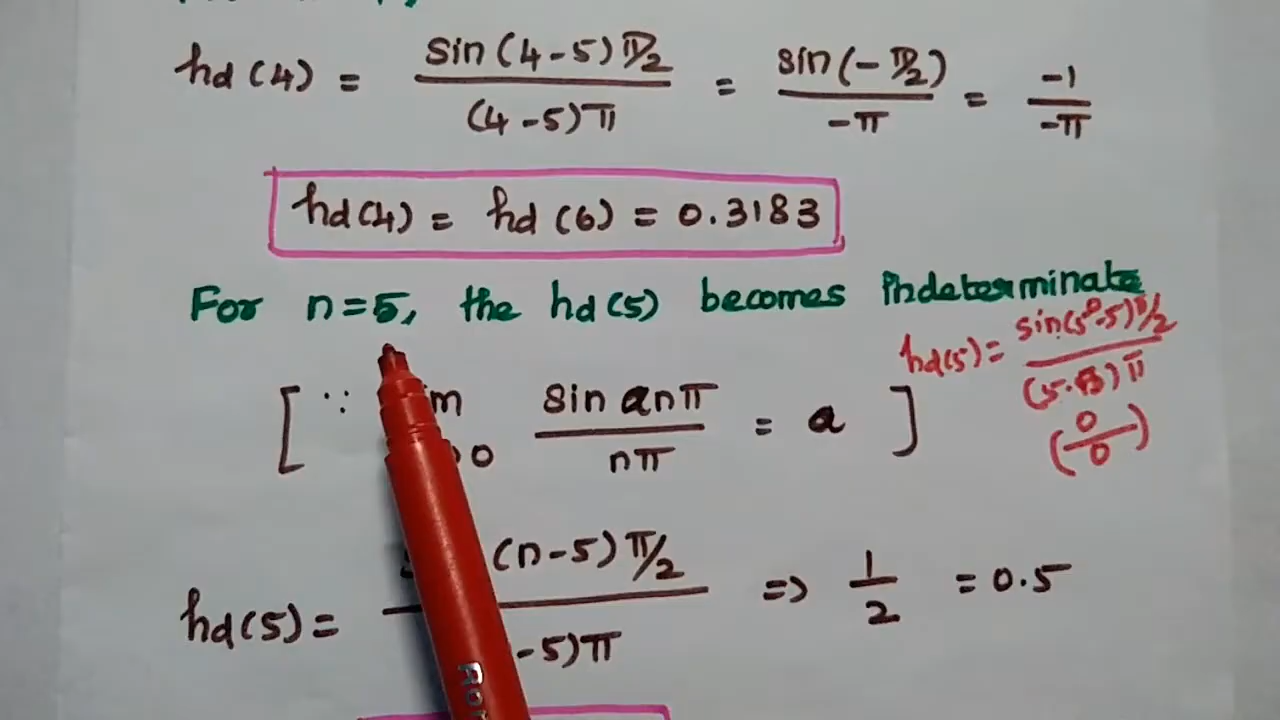 hd(4) = sin(4-5)π/2 / (4-5)π = sin(-π/2) / -π = -1 / -π
hd(4) = hd(6) = 0.3183
For n=5, the hd(5) becomes Indeterminate
hd(5) = sin(5-5)π/2 / (5-5)π
(0/0)
[ ∵ m 0 sin anπ / nπ = a ]
hd(5) = (n-5)π/2 / -5)π => 1/2 = 0.5